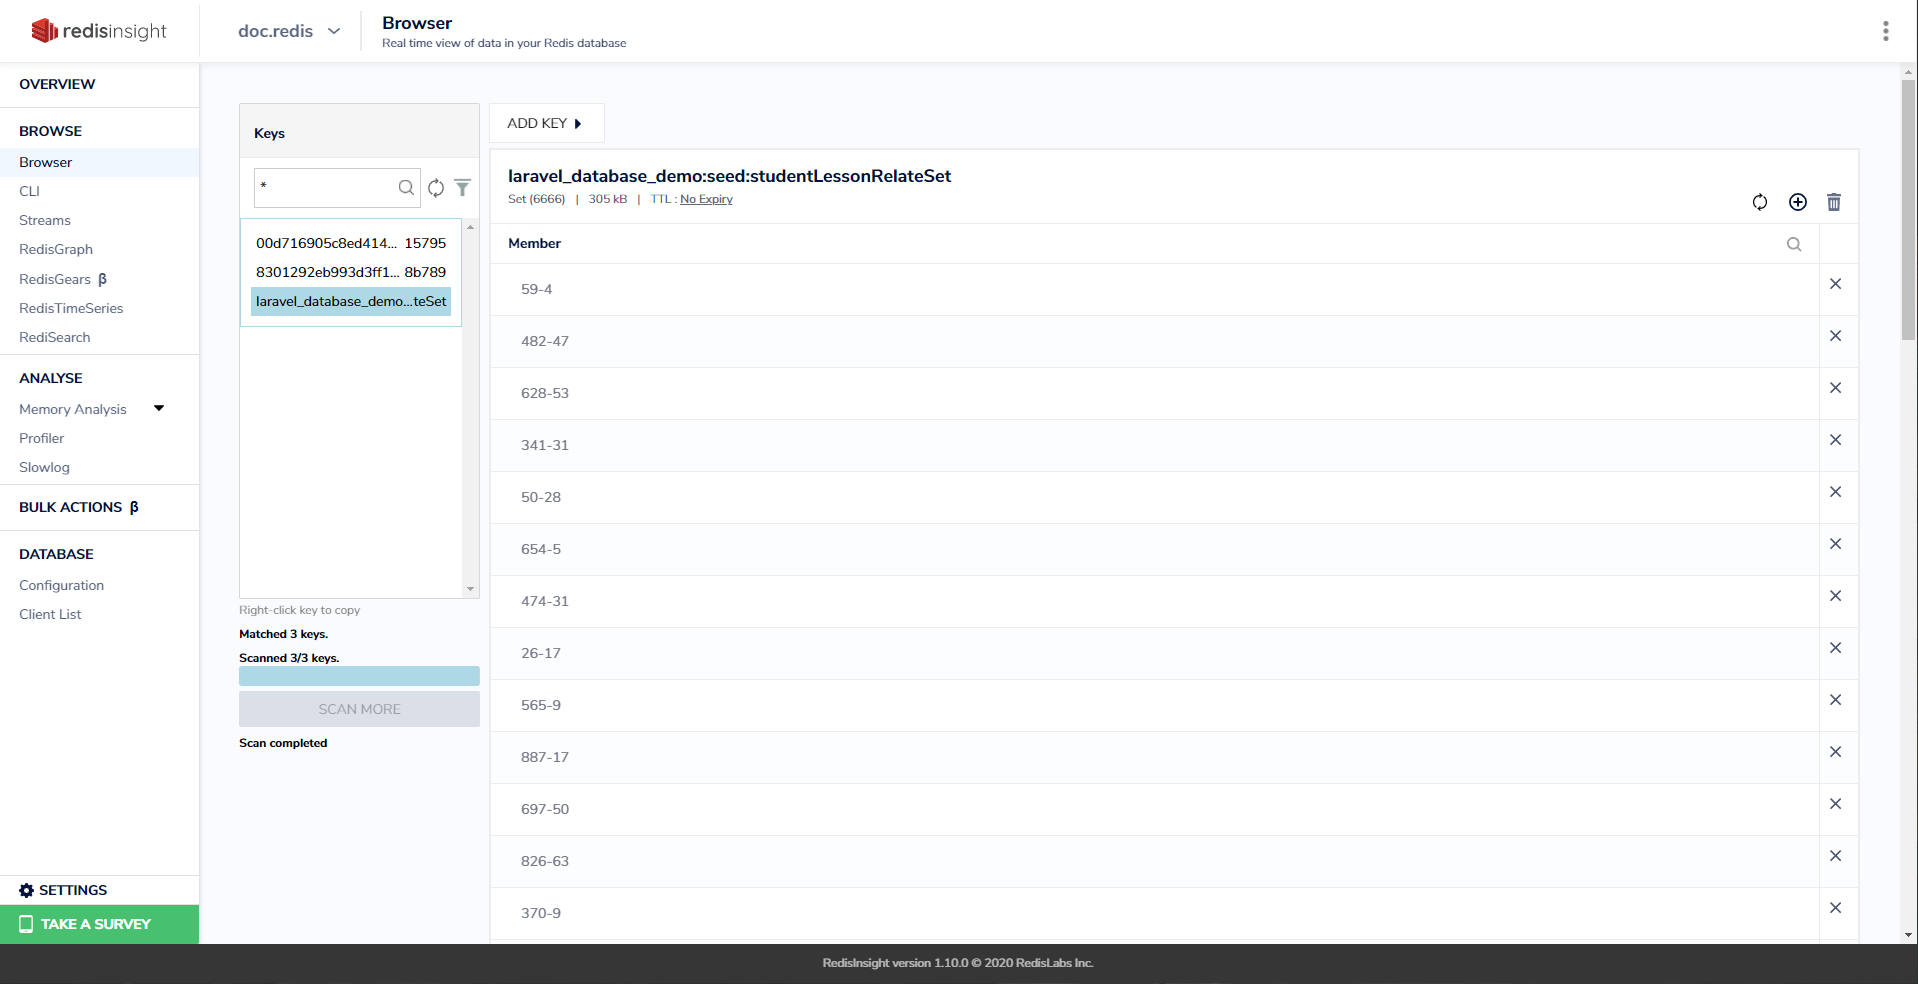 redisinsight
doc.redis
Browser
Real time view of data in your Redis database
OVERVIEW
BROWSE
Browser
CLI
Streams
RedisGraph
RedisGears β
RedisTimeSeries
RediSearch
ANALYSE
Memory Analysis
Profiler
Slowlog
BULK ACTIONS β
DATABASE
Configuration
Client List
SETTINGS
TAKE A SURVEY
Keys
*
00d716905c8ed414... 15795
8301292eb993d3ff1... 8b789
laravel_database_demo...teSet
Right-click key to copy
Matched 3 keys.
Scanned 3/3 keys.
SCAN MORE
Scan completed
ADD KEY
laravel_database_demo:seed:studentLessonRelateSet
Set (6666) | 305 kB | TTL : No Expiry
Member
59-4
482-47
628-53
341-31
50-28
654-5
474-31
26-17
565-9
887-17
697-50
826-63
370-9
RedisInsight version 1.10.0 © 2020 RedisLabs Inc.